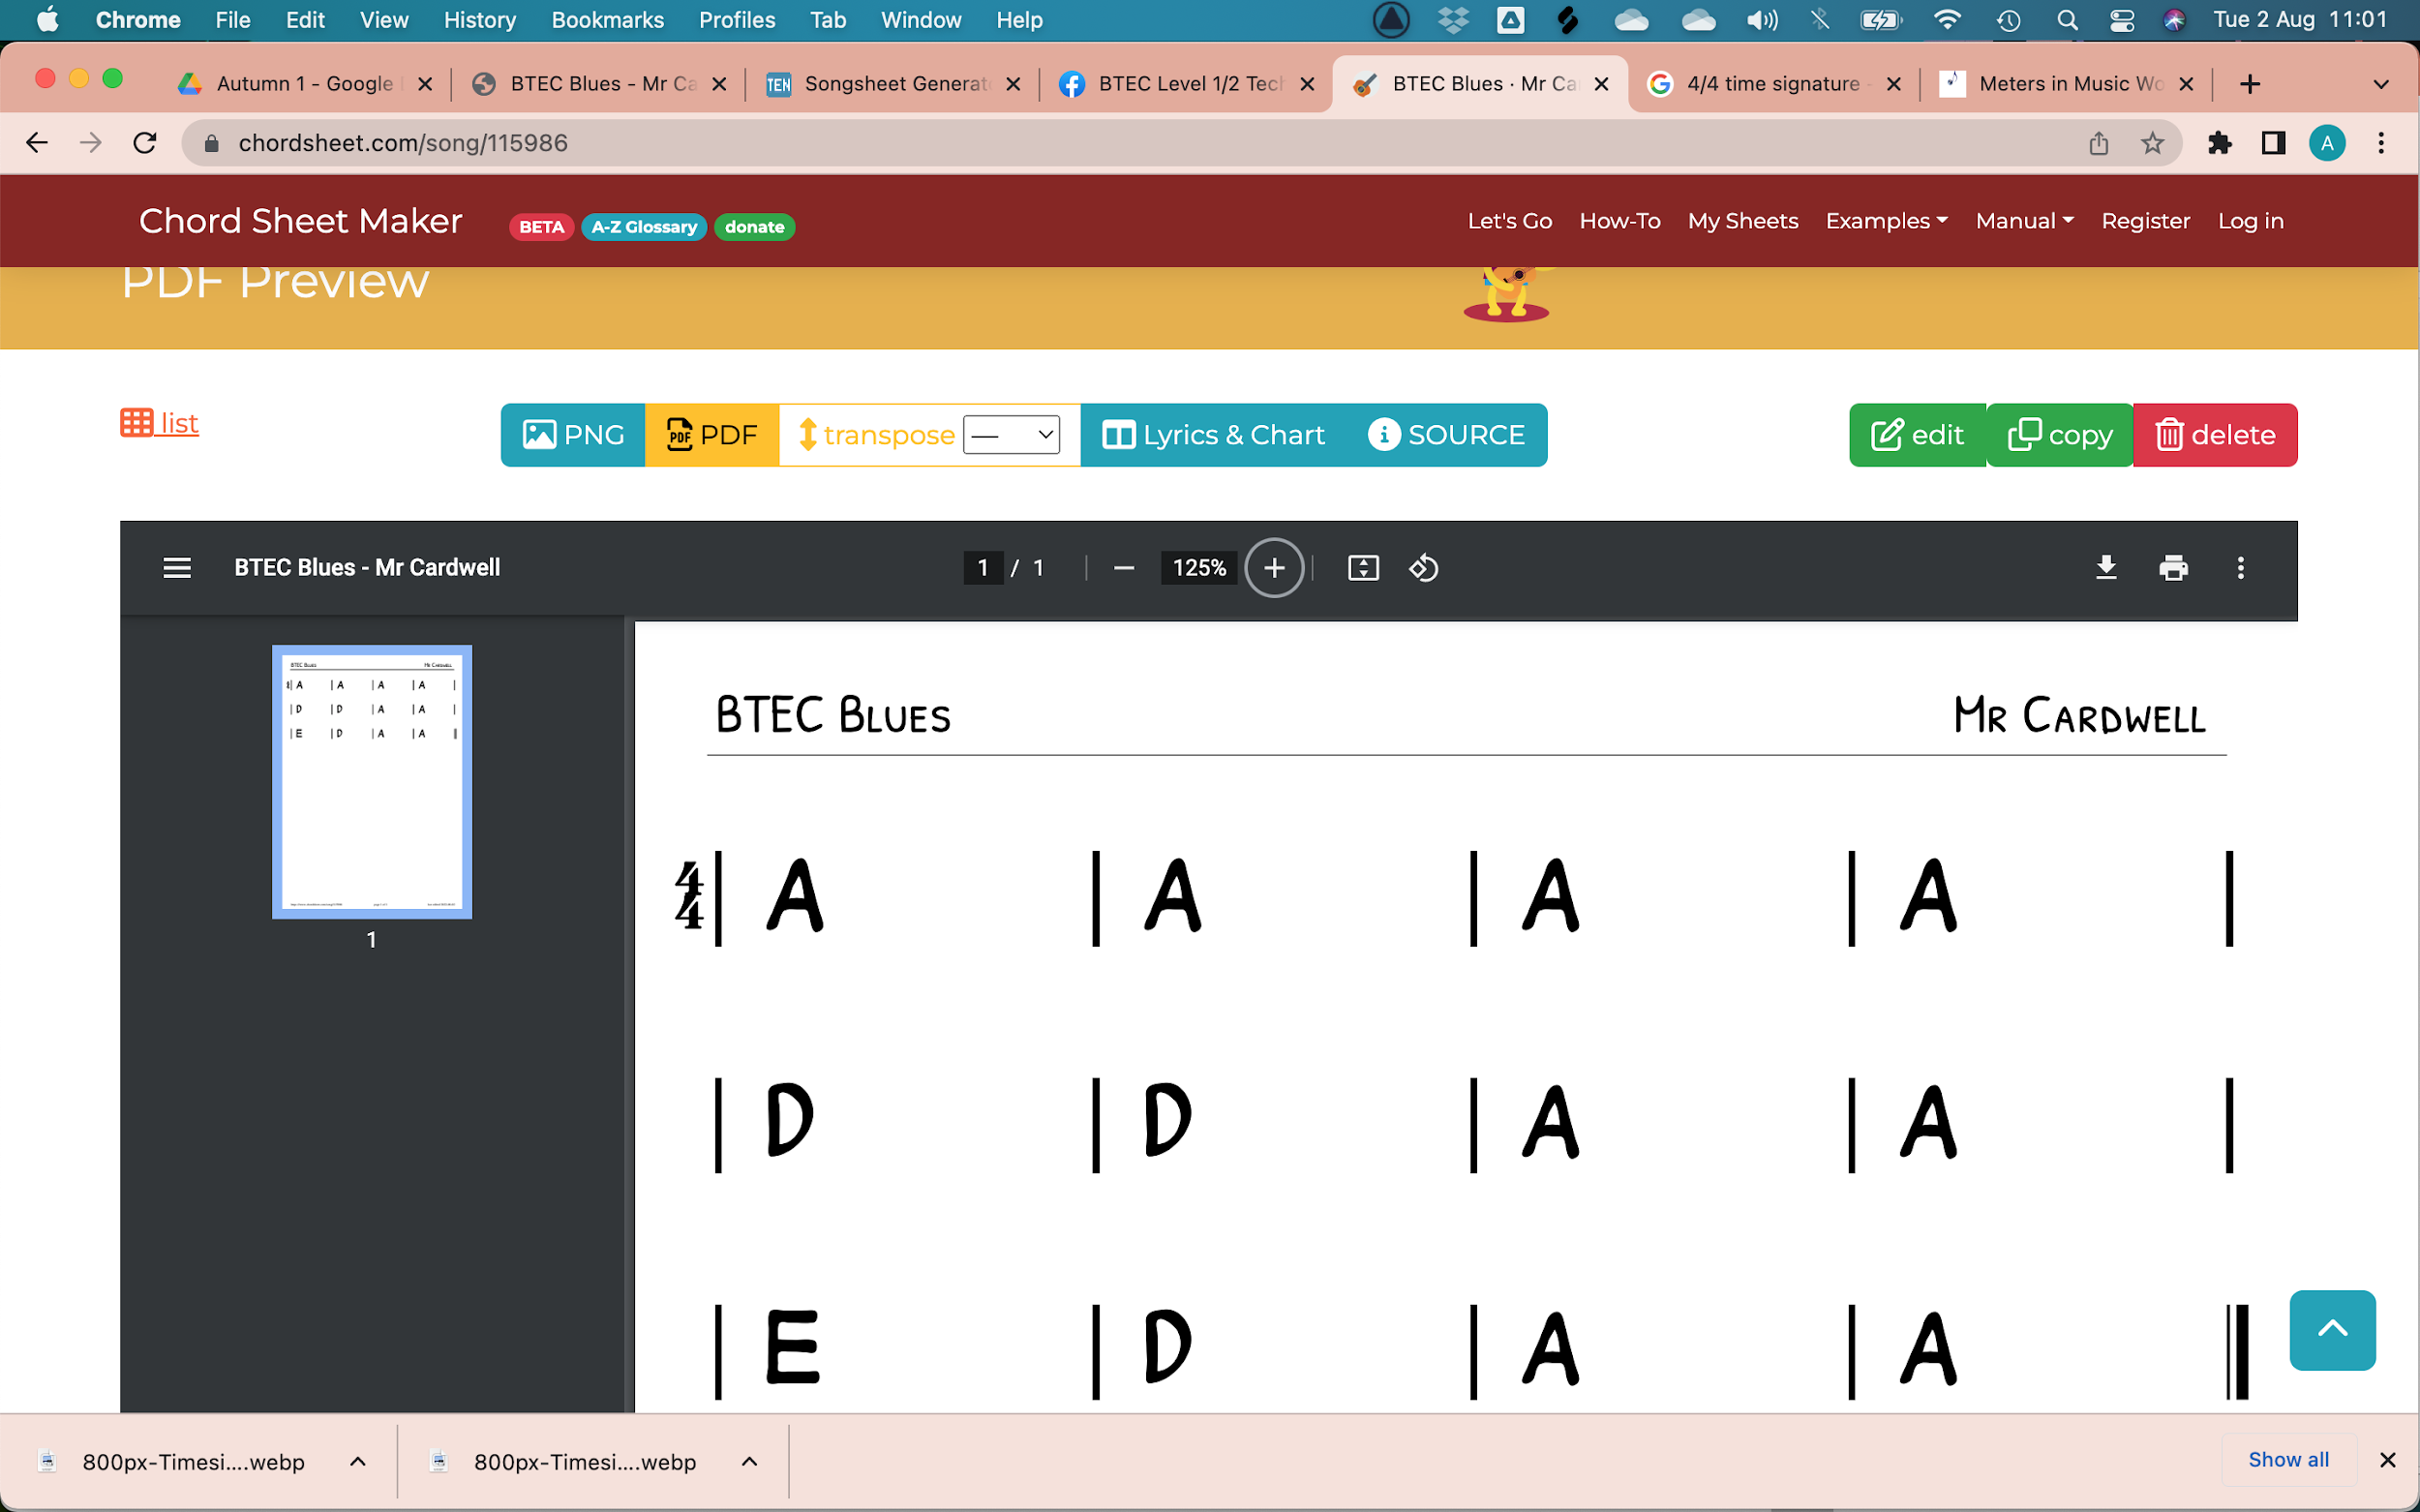 Chrome File Edit View History Bookmarks Profiles Tab Window Help Tue 2 Aug 11:01
Autumn 1 - Google BTEC Blues - Mr Ca Songsheet Generat BTEC Level 1/2 Tech BTEC Blues · Mr Ca 4/4 time signature - Meters in Music Wo
chordsheet.com/song/115986 A
Chord Sheet Maker BETA A-Z Glossary donate Let's Go How-To My Sheets Examples Manual Register Log in
PDF Preview
list PNG PDF transpose — Lyrics & Chart SOURCE edit copy delete
BTEC Blues - Mr Cardwell 1 / 1 125%
BTEC Blues Mr Cardwell
A A A A
D D A A
E D A A
1
BTEC Blues Mr Cardwell
4/4 | A | A | A | A |
| D | D | A | A |
| E | D | A | A ‖
800px-Timesi....webp 800px-Timesi....webp Show all